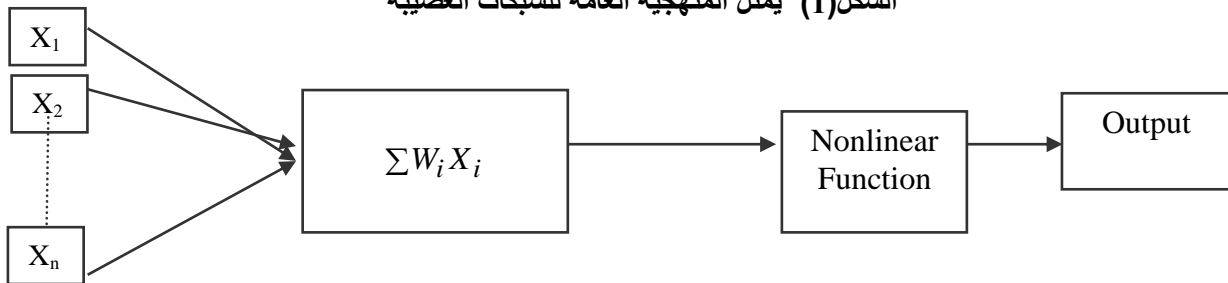 الشكل(1) يمثل المنهجية العامة للشبكات العصبية
X₁
X₂
Xₙ
∑WᵢXᵢ
Nonlinear
Function
Output